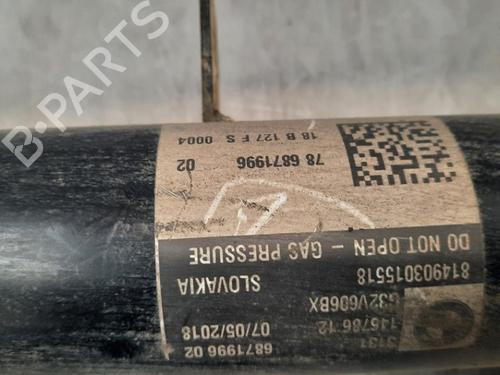 6871996 02
3131
146786 12
07/05/2018
G32V606BX
SLOVAKIA
814903015518
DO NOT OPEN - GAS PRESSURE
78 6871996 02
18 B 127 F S 0004
B-PARTS